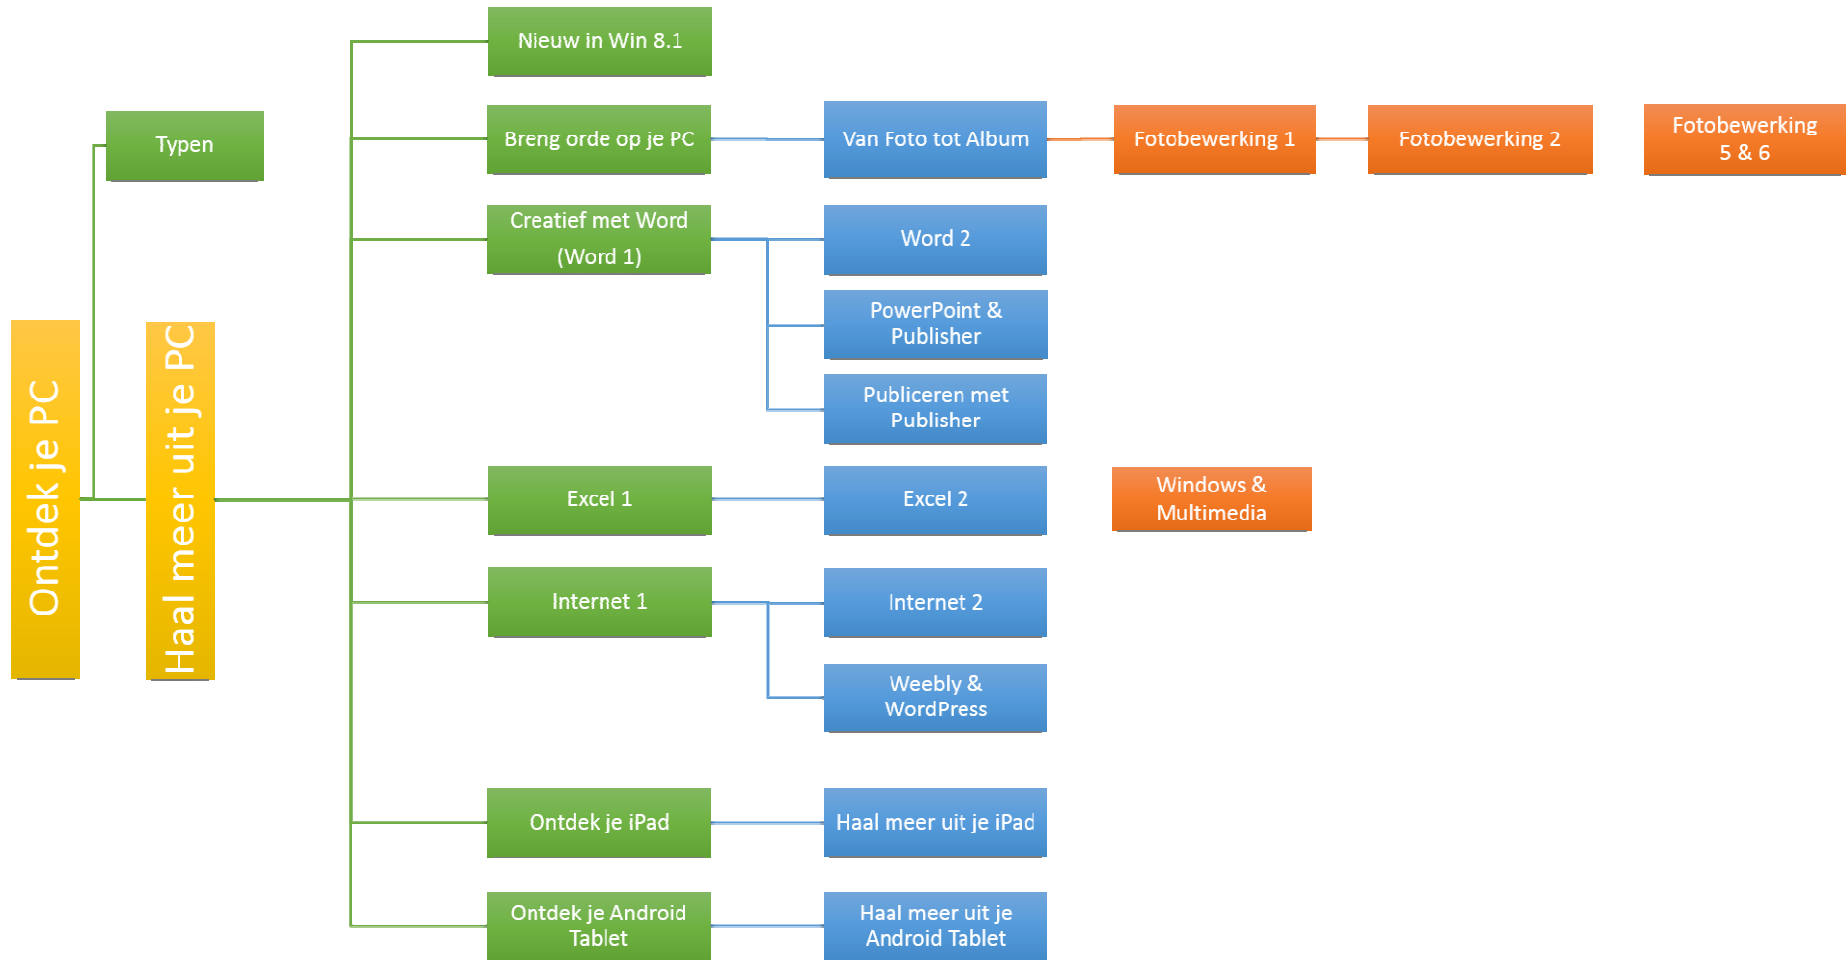 Ontdek je PC
Typen
Haal meer uit je PC
Nieuw in Win 8.1
Breng orde op je PC
Van Foto tot Album
Fotobewerking 1
Fotobewerking 2
Fotobewerking
5 & 6
Creatief met Word
(Word 1)
Word 2
PowerPoint &
Publisher
Publiceren met
Publisher
Excel 1
Excel 2
Windows &
Multimedia
Internet 1
Internet 2
Weebly &
WordPress
Ontdek je iPad
Haal meer uit je iPad
Ontdek je Android
Tablet
Haal meer uit je
Android Tablet